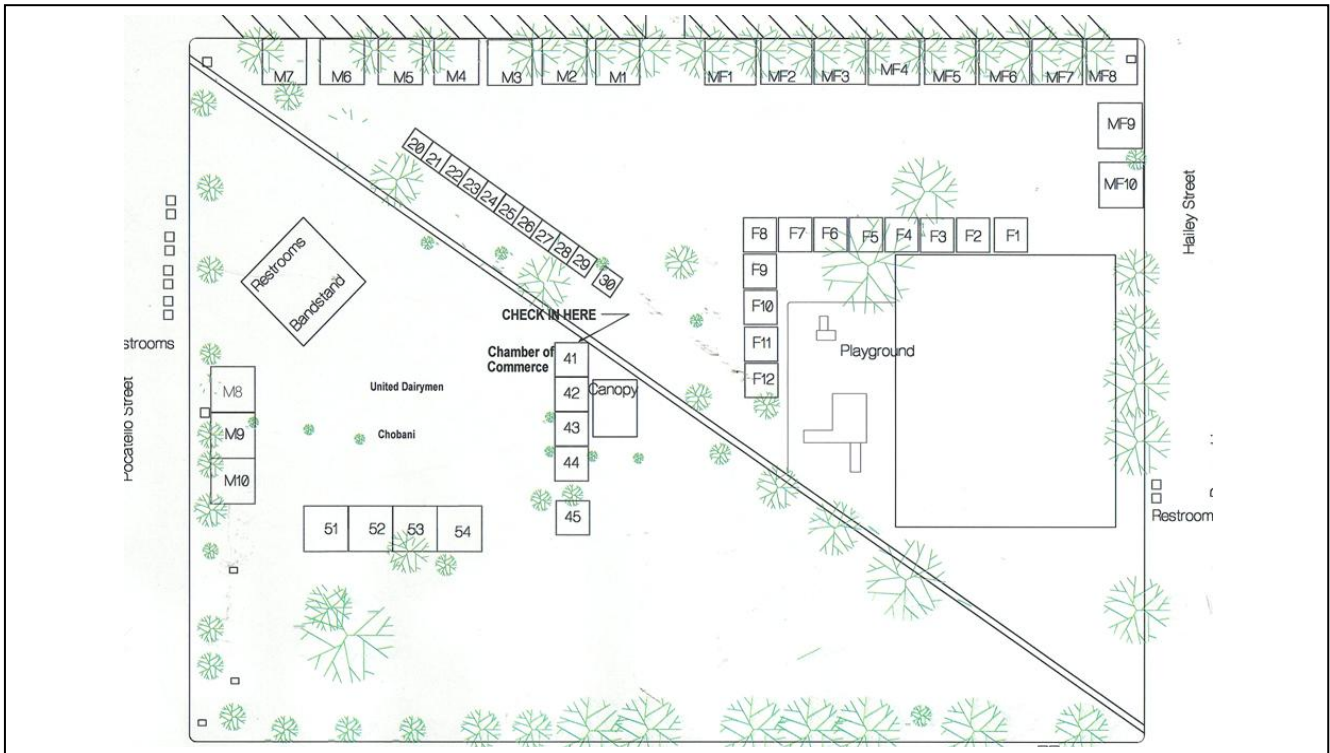 M7
M6
M5
M4
M3
M2
M1
MF1
MF2
MF3
MF4
MF5
MF6
MF7
MF8
MF9
MF10
20
21
22
23
24
25
26
27
28
29
30
F8
F7
F6
F5
F4
F3
F2
F1
F9
F10
F11
F12
Hailey Street
Restrooms
Bandstand
CHECK IN HERE
Chamber of
Commerce
41
42
43
44
45
Canopy
Playground
strooms
Pocatello Street
M8
M9
M10
United Dairymen
Chobani
51
52
53
54
Restroom